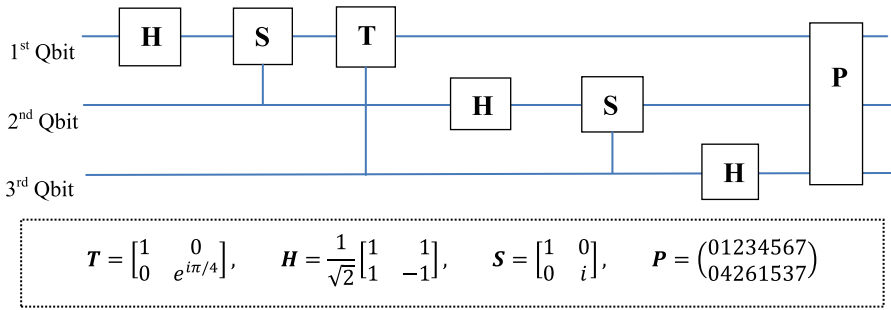 H S T
1st Qbit
P
H S
2nd Qbit
H
3rd Qbit
T = [1 0 0 e^{iπ/4}], H = 1/√2 [1 1 1 −1], S = [1 0 0 i], P = (01234567 04261537)